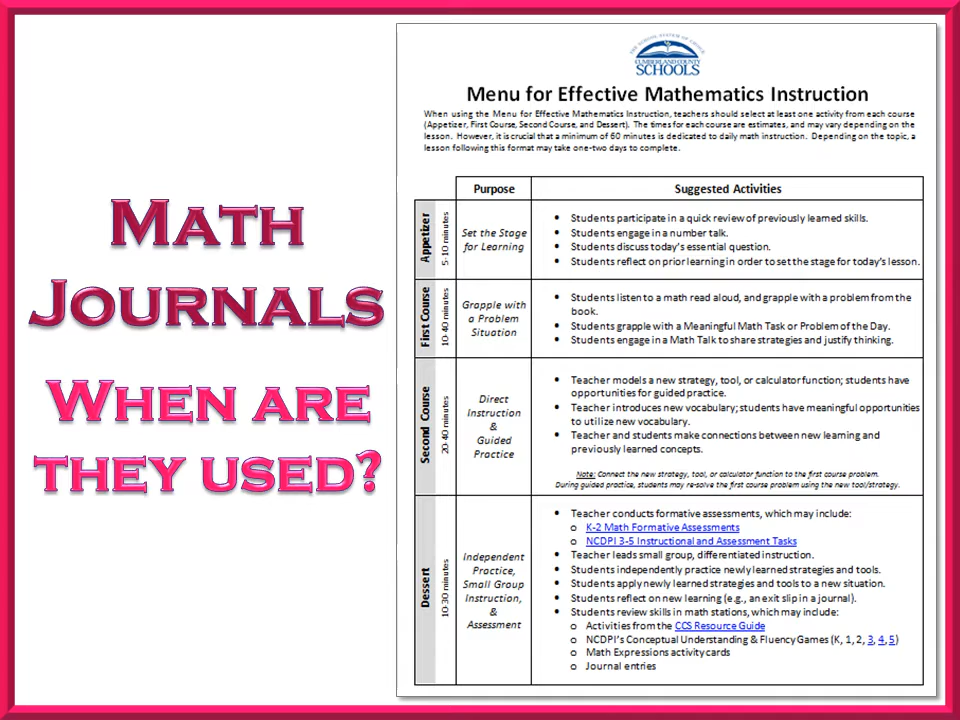 Math
Journals
When are
they used?
THE SCHOOL SYSTEM OF CHOICE
CUMBERLAND COUNTY
SCHOOLS
Menu for Effective Mathematics Instruction
When using the Menu for Effective Mathematics Instruction, teachers should select at least one activity from each course
(Appetizer, First Course, Second Course, and Dessert). The times for each course are estimates, and may vary depending on the
lesson. However, it is crucial that a minimum of 60 minutes is dedicated to daily math instruction. Depending on the topic, a
lesson following this format may take one-two days to complete.
Purpose
Suggested Activities
Appetizer
5-10 minutes
Set the Stage
for Learning
• Students participate in a quick review of previously learned skills.
• Students engage in a number talk.
• Students discuss today's essential question.
• Students reflect on prior learning in order to set the stage for today's lesson.
First Course
10-40 minutes
Grapple with
a Problem
Situation
• Students listen to a math read aloud, and grapple with a problem from the
book.
• Students grapple with a Meaningful Math Task or Problem of the Day.
• Students engage in a Math Talk to share strategies and justify thinking.
Second Course
20-40 minutes
Direct
Instruction
&
Guided
Practice
• Teacher models a new strategy, tool, or calculator function; students have
opportunities for guided practice.
• Teacher introduces new vocabulary; students have meaningful opportunities
to utilize new vocabulary.
• Teacher and students make connections between new learning and
previously learned concepts.
Note: Connect the new strategy, tool, or calculator function to the first course problem.
During guided practice, students may re-solve the first course problem using the new tool/strategy.
Dessert
10-30 minutes
Independent
Practice,
Small Group
Instruction,
&
Assessment
• Teacher conducts formative assessments, which may include:
o K-2 Math Formative Assessments
o NCDPI 3-5 Instructional and Assessment Tasks
• Teacher leads small group, differentiated instruction.
• Students independently practice newly learned strategies and tools.
• Students apply newly learned strategies and tools to a new situation.
• Students reflect on new learning (e.g., an exit slip in a journal).
• Students review skills in math stations, which may include:
o Activities from the CCS Resource Guide
o NCDPI's Conceptual Understanding & Fluency Games (K, 1, 2, 3, 4, 5)
o Math Expressions activity cards
o Journal entries